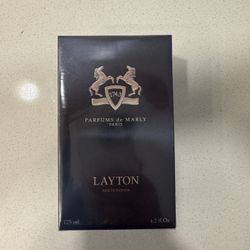 1743
PARFUMS de MARLY
PARIS
LAYTON
EAU DE PARFUM
125 ml
4.2 fl.Oz